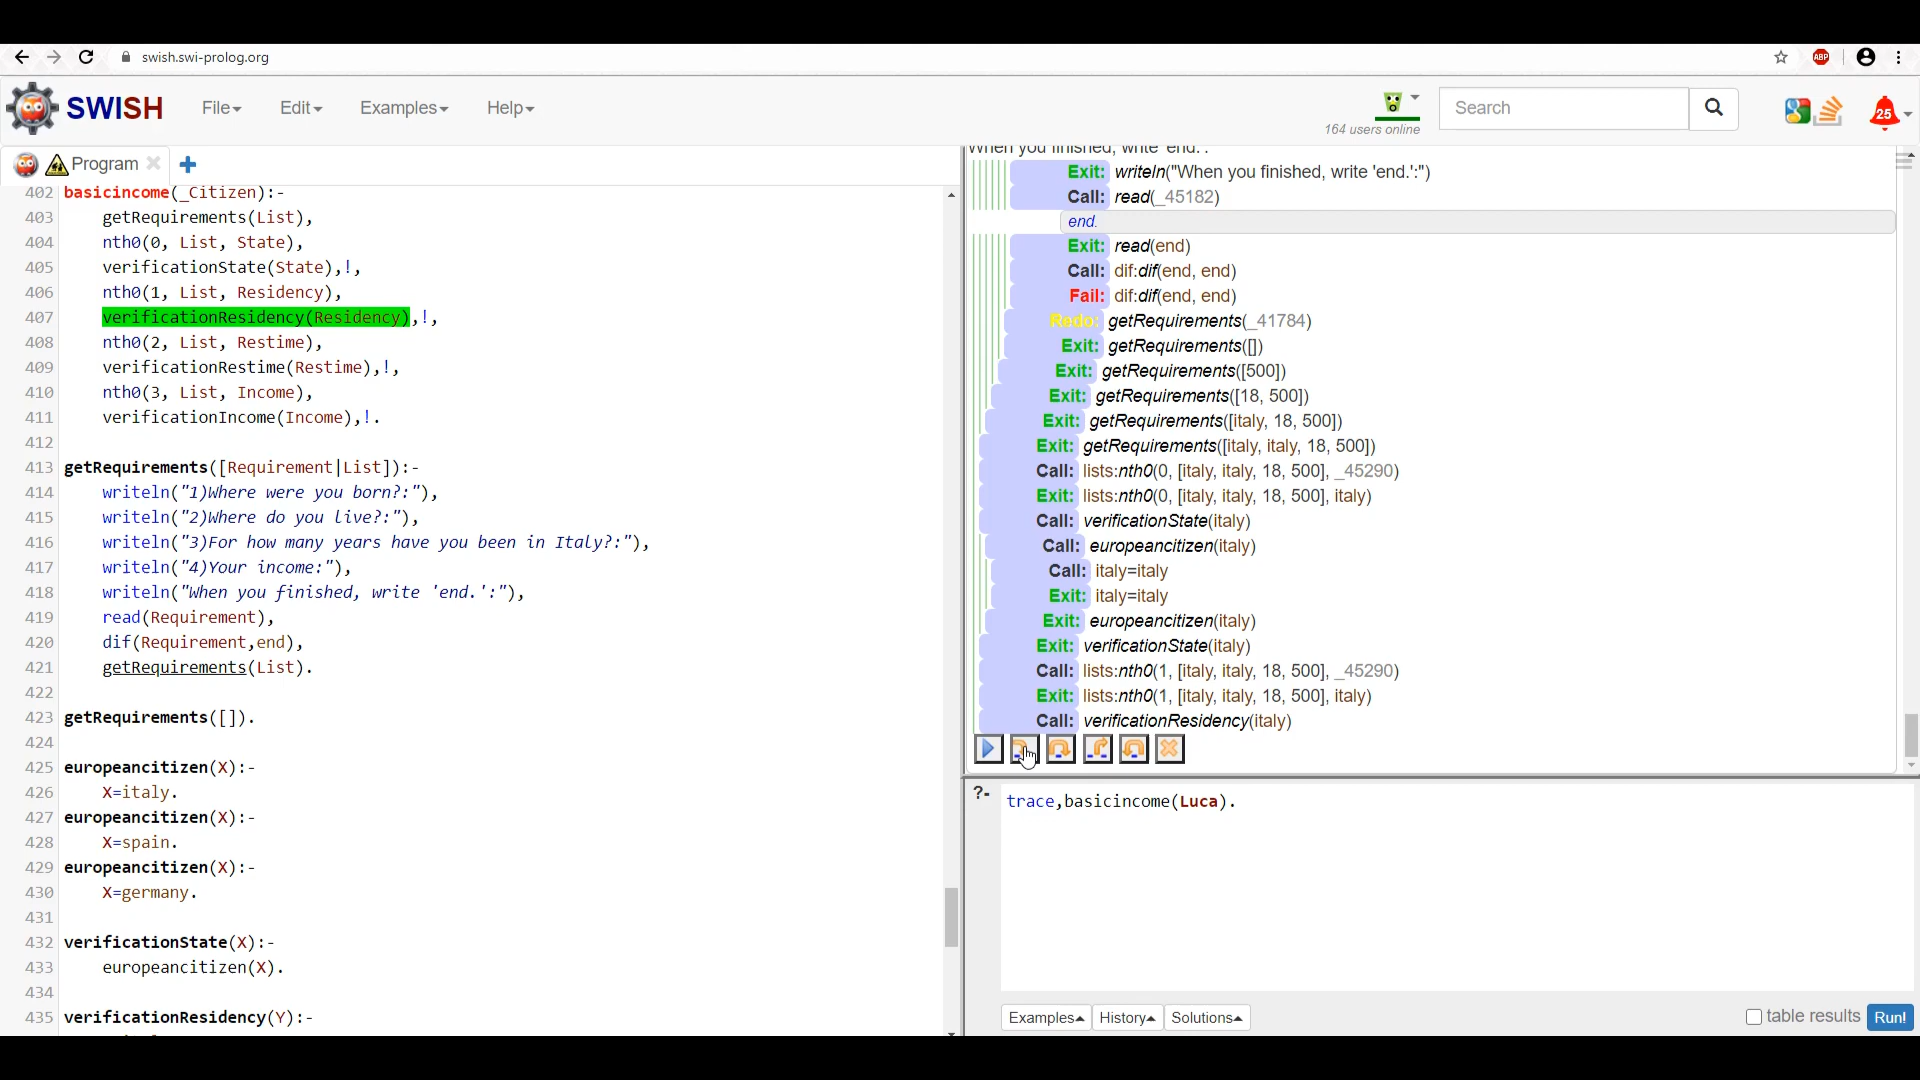 swish.swi-prolog.org
ABP
SWISH File Edit Examples Help
164 users online
Search
25
Program
402 basicincome(_Citizen):-
403 getRequirements(List),
404 nth0(0, List, State),
405 verificationState(State),!,
406 nth0(1, List, Residency),
407 verificationResidency(Residency),!,
408 nth0(2, List, Restime),
409 verificationRestime(Restime),!,
410 nth0(3, List, Income),
411 verificationIncome(Income),!.
412
413 getRequirements([Requirement|List]):-
414 writeln("1)Where were you born?:"),
415 writeln("2)Where do you live?:"),
416 writeln("3)For how many years have you been in Italy?:"),
417 writeln("4)Your income:"),
418 writeln("When you finished, write 'end.':"),
419 read(Requirement),
420 dif(Requirement,end),
421 getRequirements(List).
422
423 getRequirements([]).
424
425 europeancitizen(X):-
426 X=italy.
427 europeancitizen(X):-
428 X=spain.
429 europeancitizen(X):-
430 X=germany.
431
432 verificationState(X):-
433 europeancitizen(X).
434
435 verificationResidency(Y):-
When you finished, write 'end.':
Exit: writeln("When you finished, write 'end.':")
Call: read(_45182)
end.
Exit: read(end)
Call: dif:dif(end, end)
Fail: dif:dif(end, end)
Redo: getRequirements(_41784)
Exit: getRequirements([])
Exit: getRequirements([500])
Exit: getRequirements([18, 500])
Exit: getRequirements([italy, 18, 500])
Exit: getRequirements([italy, italy, 18, 500])
Call: lists:nth0(0, [italy, italy, 18, 500], _45290)
Exit: lists:nth0(0, [italy, italy, 18, 500], italy)
Call: verificationState(italy)
Call: europeancitizen(italy)
Call: italy=italy
Exit: italy=italy
Exit: europeancitizen(italy)
Exit: verificationState(italy)
Call: lists:nth0(1, [italy, italy, 18, 500], _45290)
Exit: lists:nth0(1, [italy, italy, 18, 500], italy)
Call: verificationResidency(italy)
?- trace,basicincome(Luca).
Examples History Solutions
table results Run!